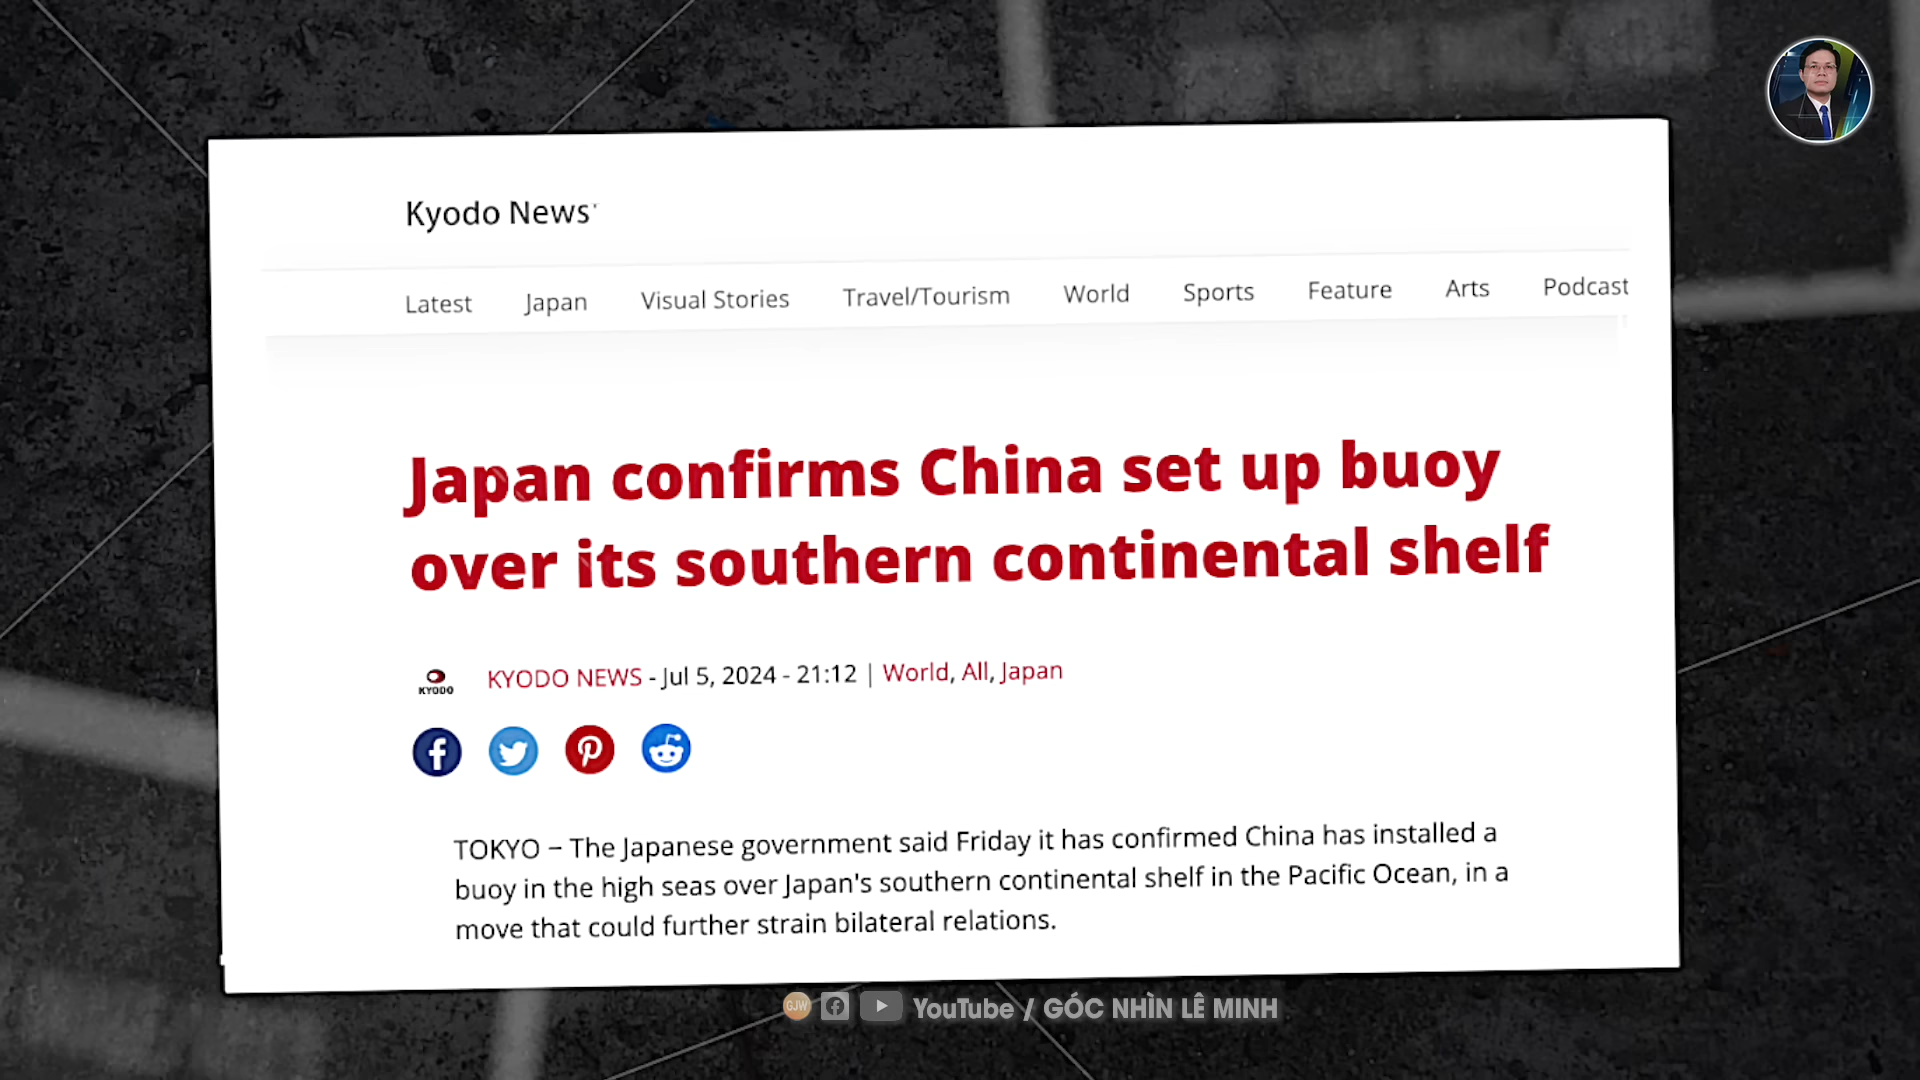 Kyodo News
Latest Japan Visual Stories Travel/Tourism World Sports Feature Arts Podcast
Japan confirms China set up buoy
over its southern continental shelf
KYODO
KYODO NEWS - Jul 5, 2024 - 21:12 | World, All, Japan
TOKYO – The Japanese government said Friday it has confirmed China has installed a
buoy in the high seas over Japan's southern continental shelf in the Pacific Ocean, in a
move that could further strain bilateral relations.
GJW YouTube / GÓC NHÌN LÊ MINH